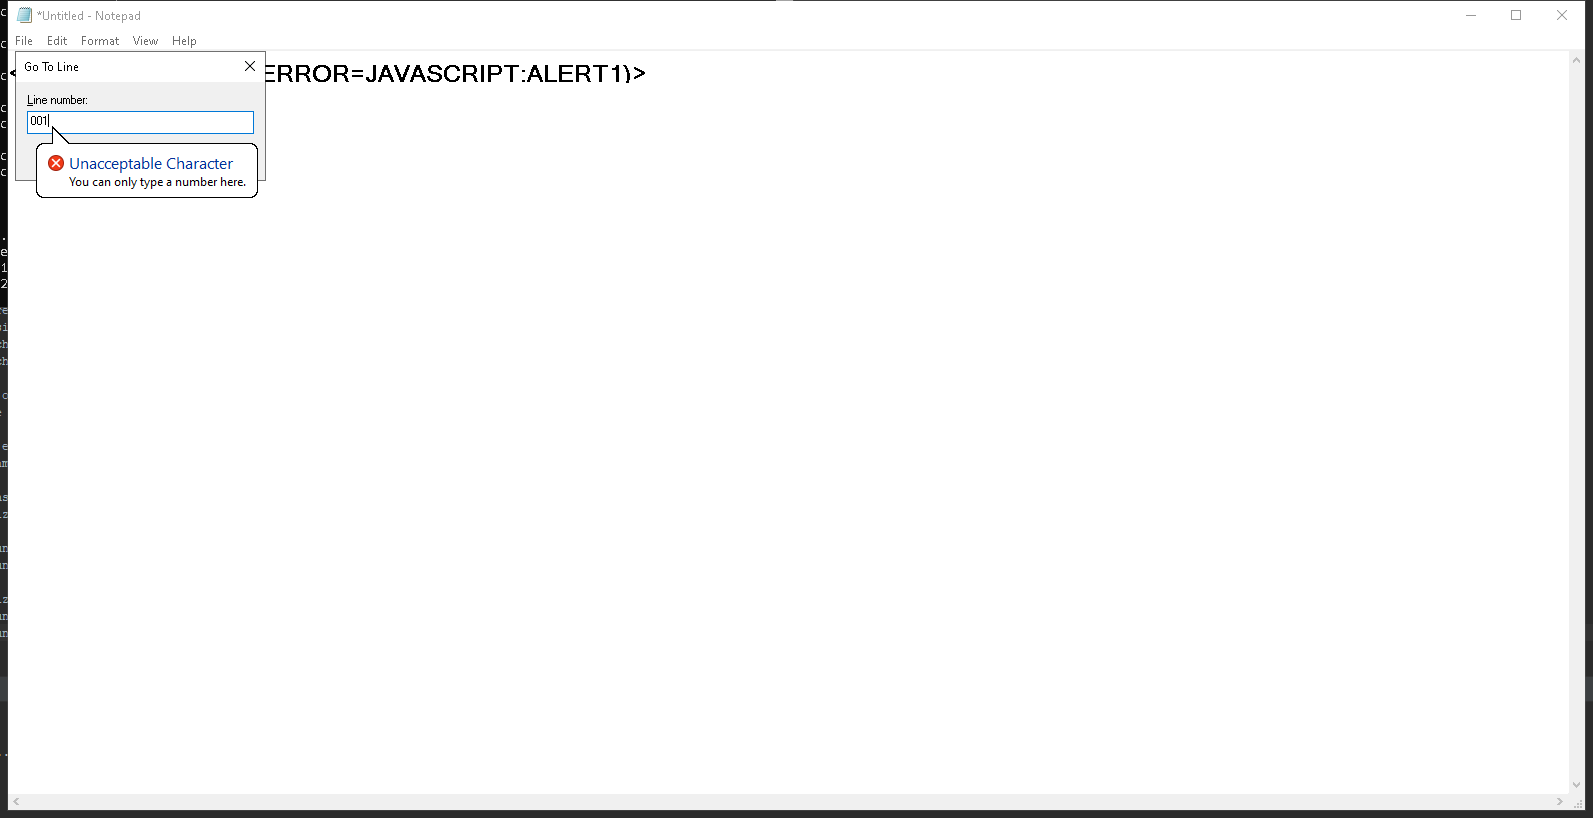 *Untitled - Notepad
File Edit Format View Help
Go To Line
ERROR=JAVASCRIPT:ALERT1)>
Line number:
001
Unacceptable Character
You can only type a number here.